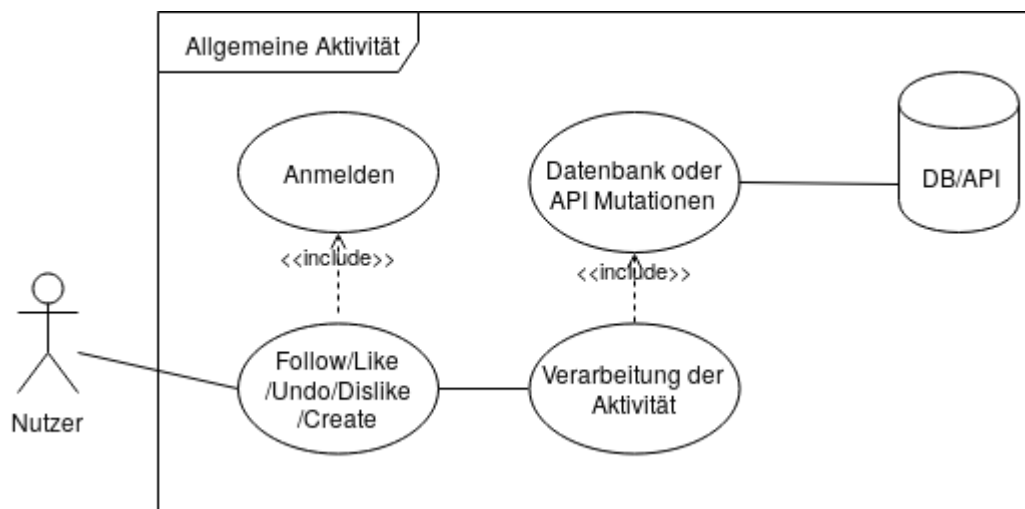 Allgemeine Aktivität
Anmelden
Datenbank oder
API Mutationen
DB/API
<<include>>
<<include>>
Follow/Like
/Undo/Dislike
/Create
Verarbeitung der
Aktivität
Nutzer